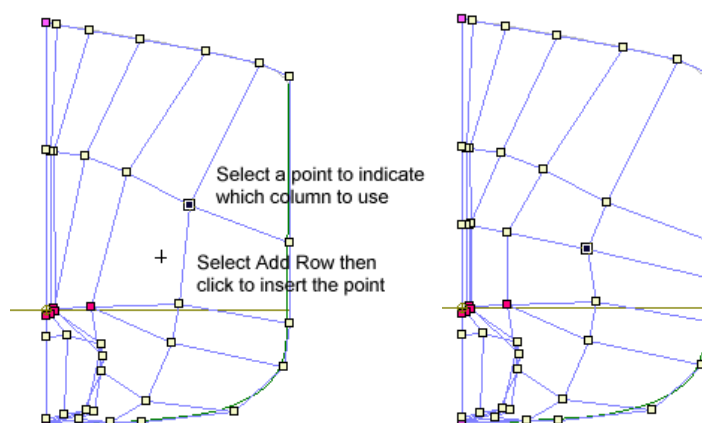 Select a point to indicate
which column to use
Select Add Row then
click to insert the point